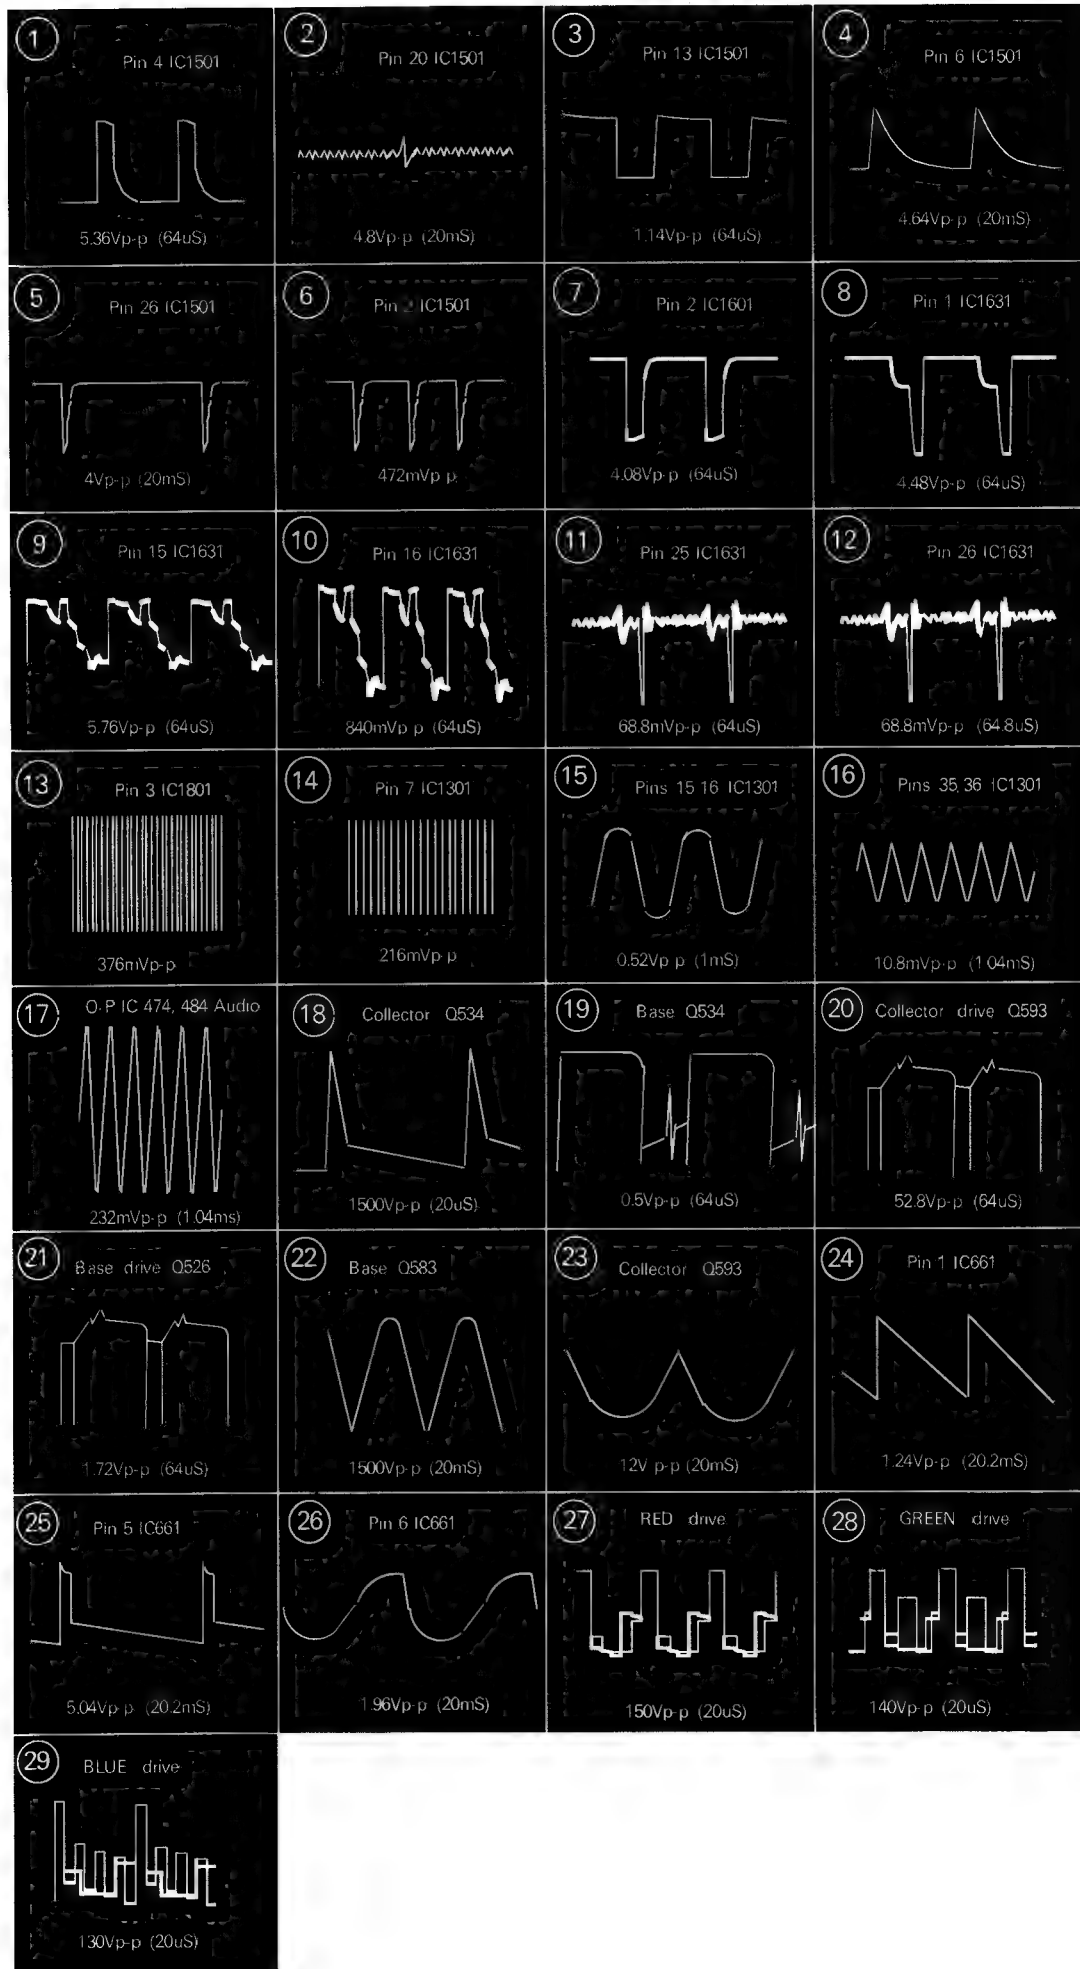 1
Pin 4 IC1501
5.36Vp-p (64uS)
2
Pin 20 IC1501
4.8Vp-p (20mS)
3
Pin 13 IC1501
1.14Vp-p (64uS)
4
Pin 6 IC1501
4.64Vp-p (20mS)
5
Pin 26 IC1501
4Vp-p (20mS)
6
Pin IC1501
472mVp p
7
Pin 2 IC1601
4.08Vp-p (64uS)
8
Pin 1 IC1631
4.48Vp-p (64uS)
9
Pin 15 IC1631
5.76Vp-p (64uS)
10
Pin 16 IC1631
840mVp p (64uS)
11
Pin 25 IC1631
68.8mVp-p (64uS)
12
Pin 26 IC1631
68.8mVp-p (64.8uS)
13
Pin 3 IC1801
376mVp-p
14
Pin 7 IC1301
216mVp p
15
Pins 15 16 IC1301
0.52Vp p (1mS)
16
Pins 35,36 IC1301
10.8mVp-p (1 04mS)
17
O-P IC 474, 484 Audio
232mVp-p (1.04ms)
18
Collector Q534
1500Vp-p (20uS)
19
Base Q534
0.5Vp-p (64uS)
20
Collector drive Q593
52.8Vp-p (64uS)
21
Base drive Q526
1.72Vp-p (64uS)
22
Base Q583
1500Vp-p (20mS)
23
Collector Q593
12V p-p (20mS)
24
Pin 1 IC661
1.24Vp-p (20.2mS)
25
Pin 5 IC661
5.04Vp-p (20.2mS)
26
Pin 6 IC661
1.96Vp-p (20mS)
27
RED drive
150Vp-p (20uS)
28
GREEN drive
140Vp-p (20uS)
29
BLUE drive
130Vp-p (20uS)